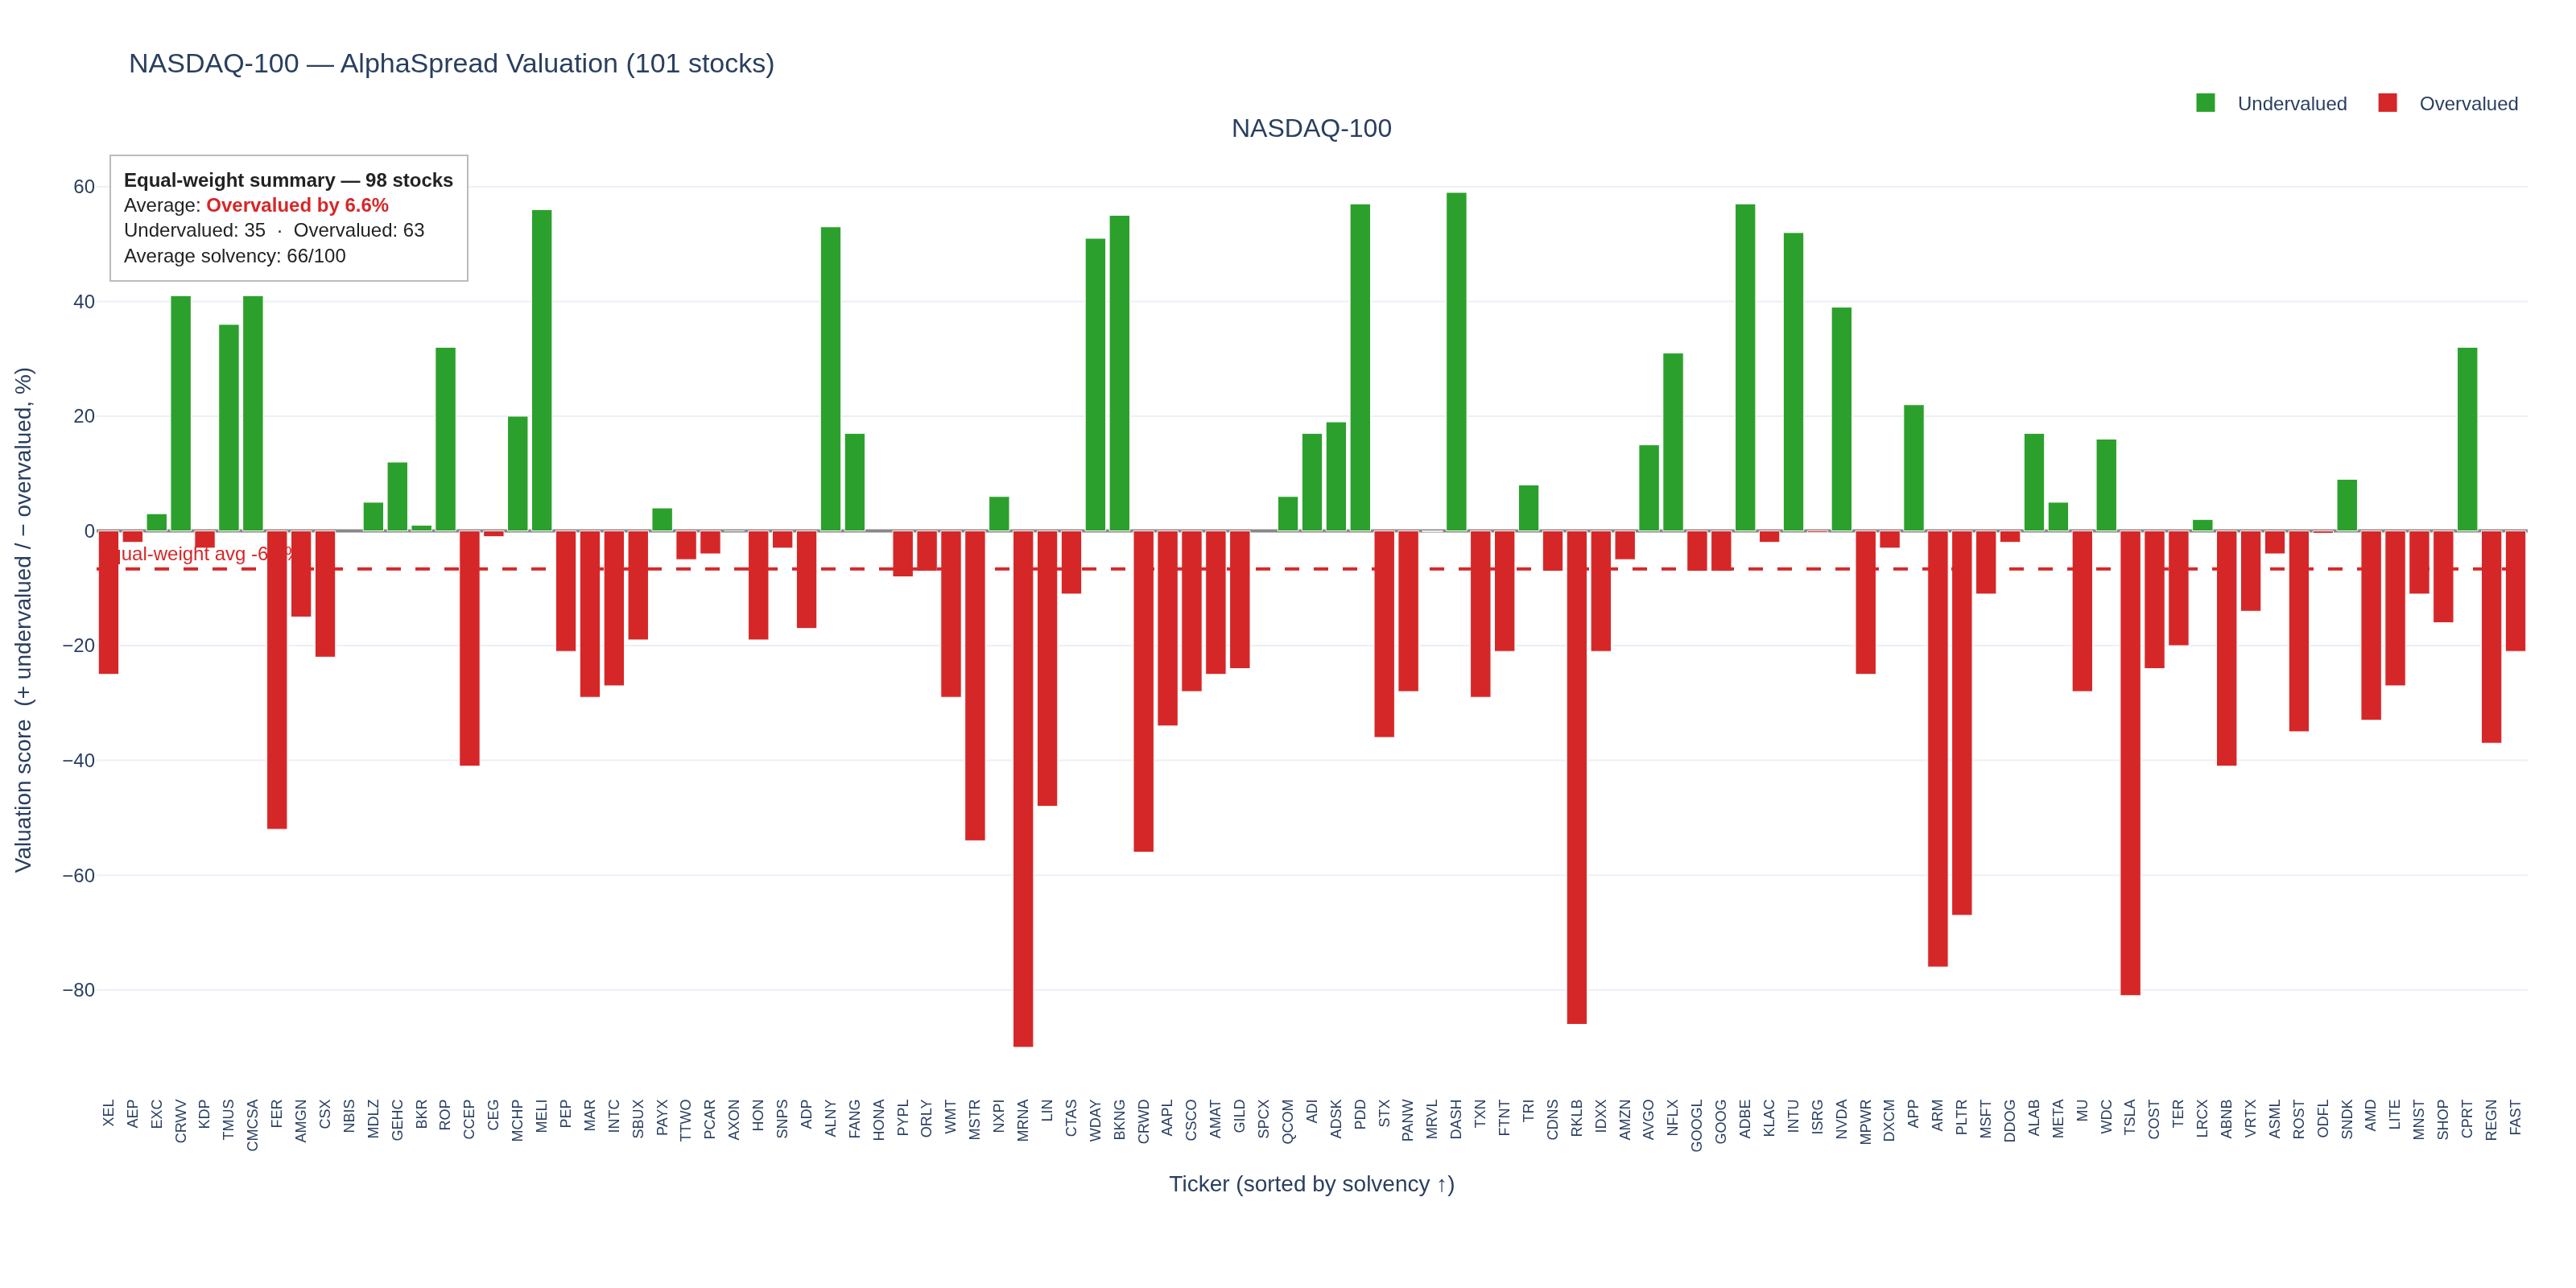 NASDAQ-100 — AlphaSpread Valuation (101 stocks)
Undervalued
Overvalued
NASDAQ-100
Equal-weight summary — 98 stocks
Average: Overvalued by 6.6%
Undervalued: 35 · Overvalued: 63
Average solvency: 66/100
60
40
20
0
−20
−40
−60
−80
Valuation score (+ undervalued / − overvalued, %)
qual-weight avg
XEL
AEP
EXC
CRWV
KDP
TMUS
CMCSA
FER
AMGN
CSX
NBIS
MDLZ
GEHC
BKR
ROP
CCEP
CEG
MCHP
MELI
PEP
MAR
INTC
SBUX
PAYX
TTWO
PCAR
AXON
HON
SNPS
ADP
ALNY
FANG
HONA
PYPL
ORLY
WMT
MSTR
NXPI
MRNA
LIN
CTAS
WDAY
BKNG
CRWD
AAPL
CSCO
AMAT
GILD
SPCX
QCOM
ADI
ADSK
PDD
STX
PANW
MRVL
DASH
TXN
FTNT
TRI
CDNS
RKLB
IDXX
AMZN
AVGO
NFLX
GOOGL
GOOG
ADBE
KLAC
INTU
ISRG
NVDA
MPWR
DXCM
APP
ARM
PLTR
MSFT
DDOG
ALAB
META
MU
WDC
TSLA
COST
TER
LRCX
ABNB
VRTX
ASML
ROST
ODFL
SNDK
AMD
LITE
MNST
SHOP
CPRT
REGN
FAST
Ticker (sorted by solvency ↑)